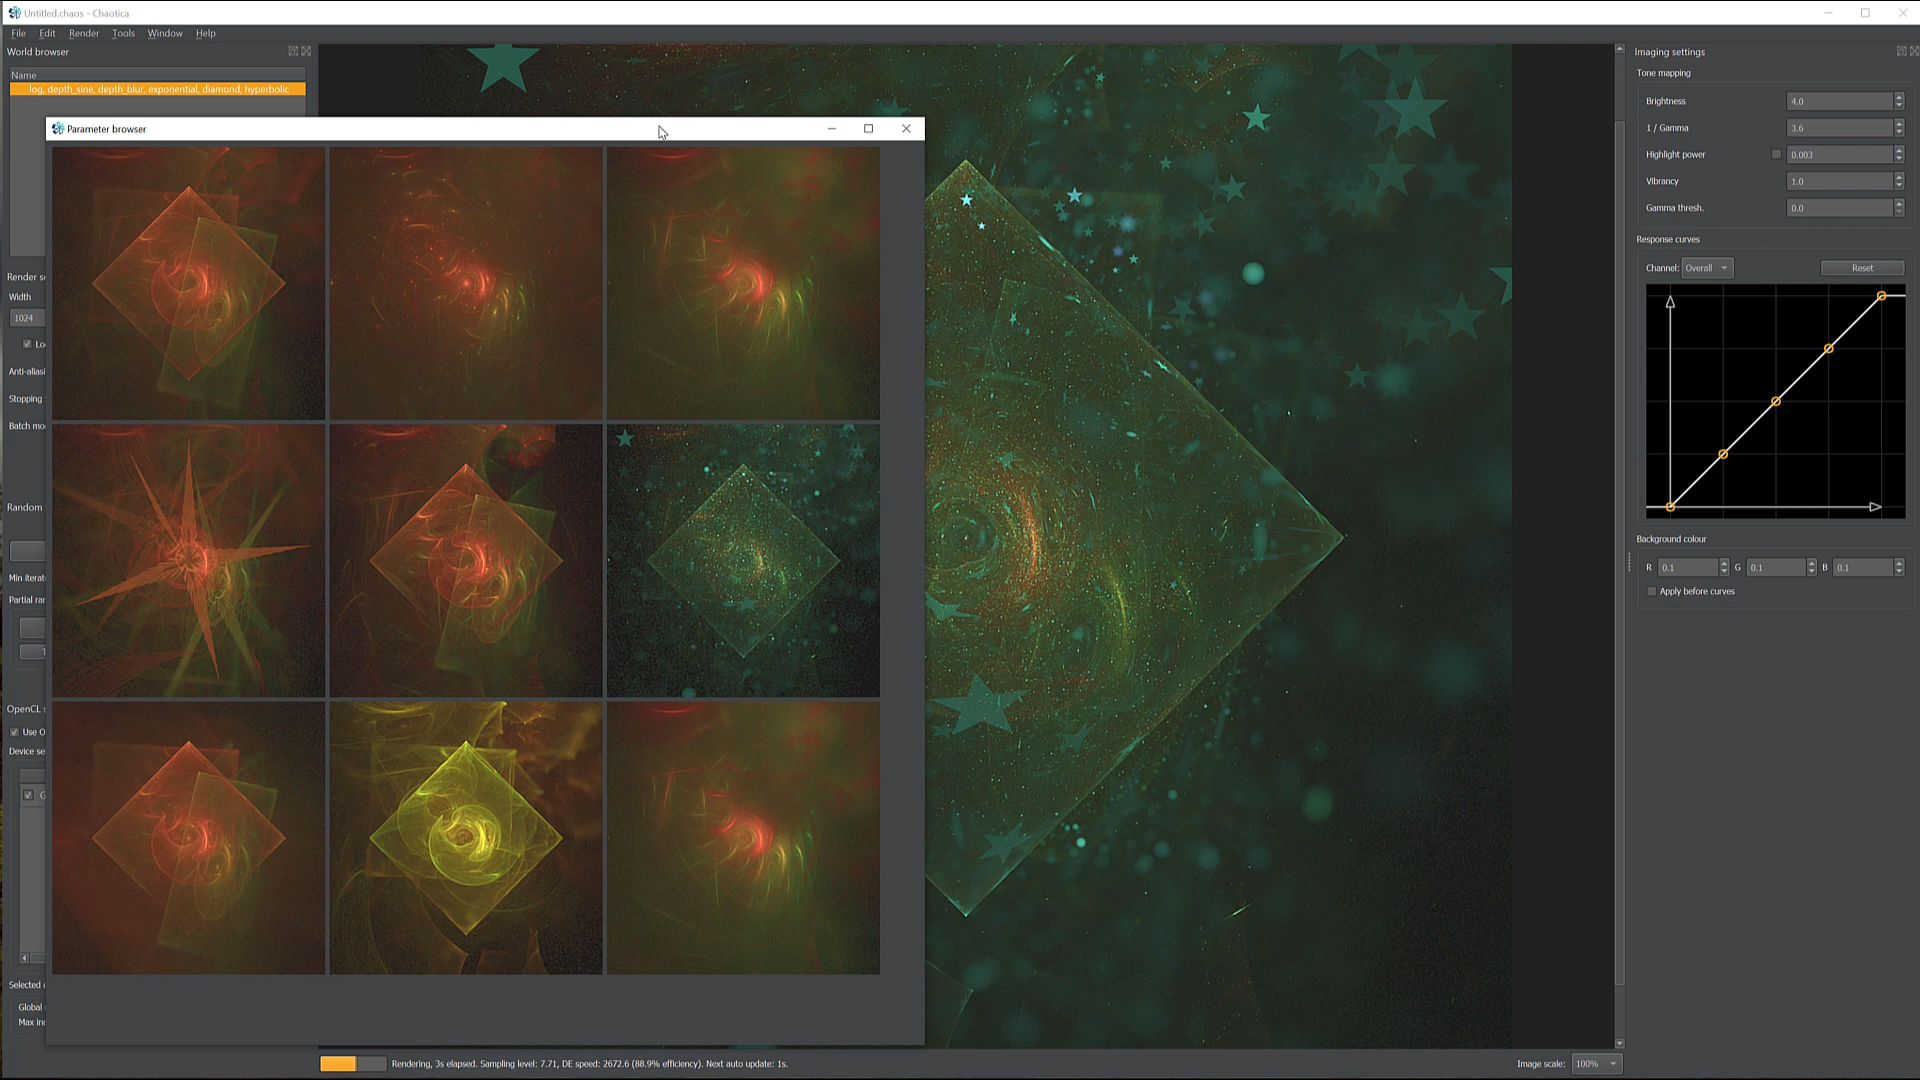 Untitled.chaos - Chaotica
File Edit Render Tools Window Help
World browser
Name
log, depth_sine, depth_blur, exponential, diamond, hyperbolic
Parameter browser
Render s
Width
1024
Lo
Anti-alias
Stopping
Batch mo
Random
Min iterat
Partial ran
OpenCL s
Use O
Device se
G
Selected
Global
Max ind
Rendering, 3s elapsed. Sampling level: 7.71, DE speed: 2672.6 (88.9% efficiency). Next auto update: 1s.
Image scale: 100%
Imaging settings
Tone mapping
Brightness 4.0
1 / Gamma 3.6
Highlight power 0.003
Vibrancy 1.0
Gamma thresh. 0.0
Response curves
Channel: Overall Reset
Background colour
R 0.1 G 0.1 B 0.1
Apply before curves